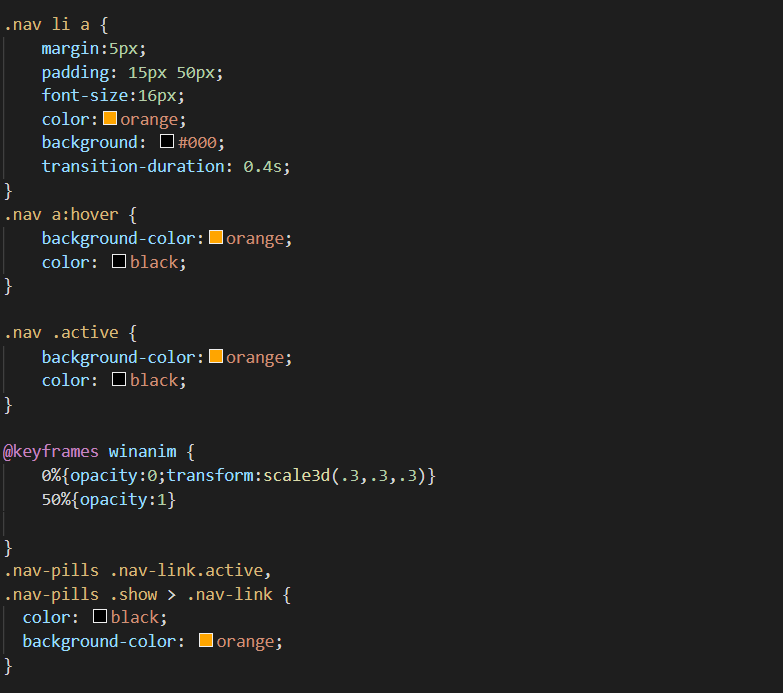 .nav li a {
margin:5px;
padding: 15px 50px;
font-size:16px;
color:orange;
background: #000;
transition-duration: 0.4s;
}
.nav a:hover {
background-color:orange;
color: black;
}
.nav .active {
background-color:orange;
color: black;
}
@keyframes winanim {
0%{opacity:0;transform:scale3d(.3,.3,.3)}
50%{opacity:1}
}
.nav-pills .nav-link.active,
.nav-pills .show > .nav-link {
color: black;
background-color: orange;
}